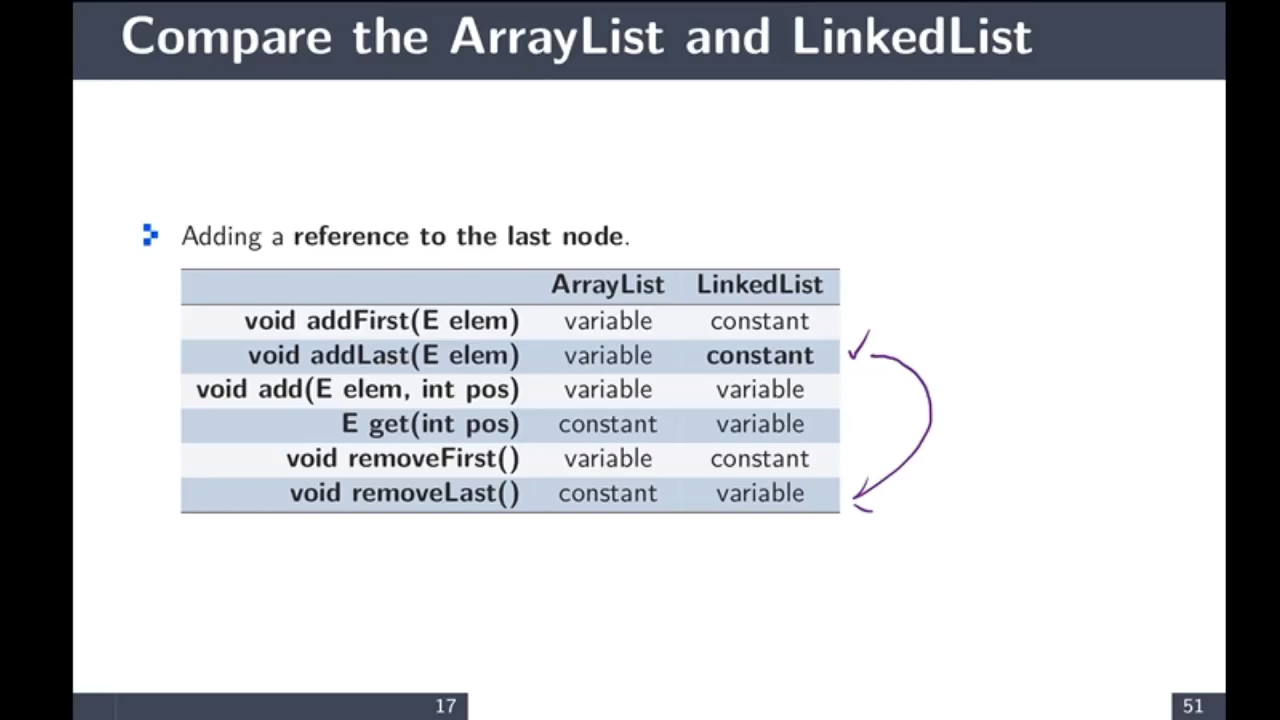 Compare the ArrayList and LinkedList
Adding a reference to the last node.
ArrayList LinkedList
void addFirst(E elem) variable constant
void addLast(E elem) variable constant
void add(E elem, int pos) variable variable
E get(int pos) constant variable
void removeFirst() variable constant
void removeLast() constant variable
17 51